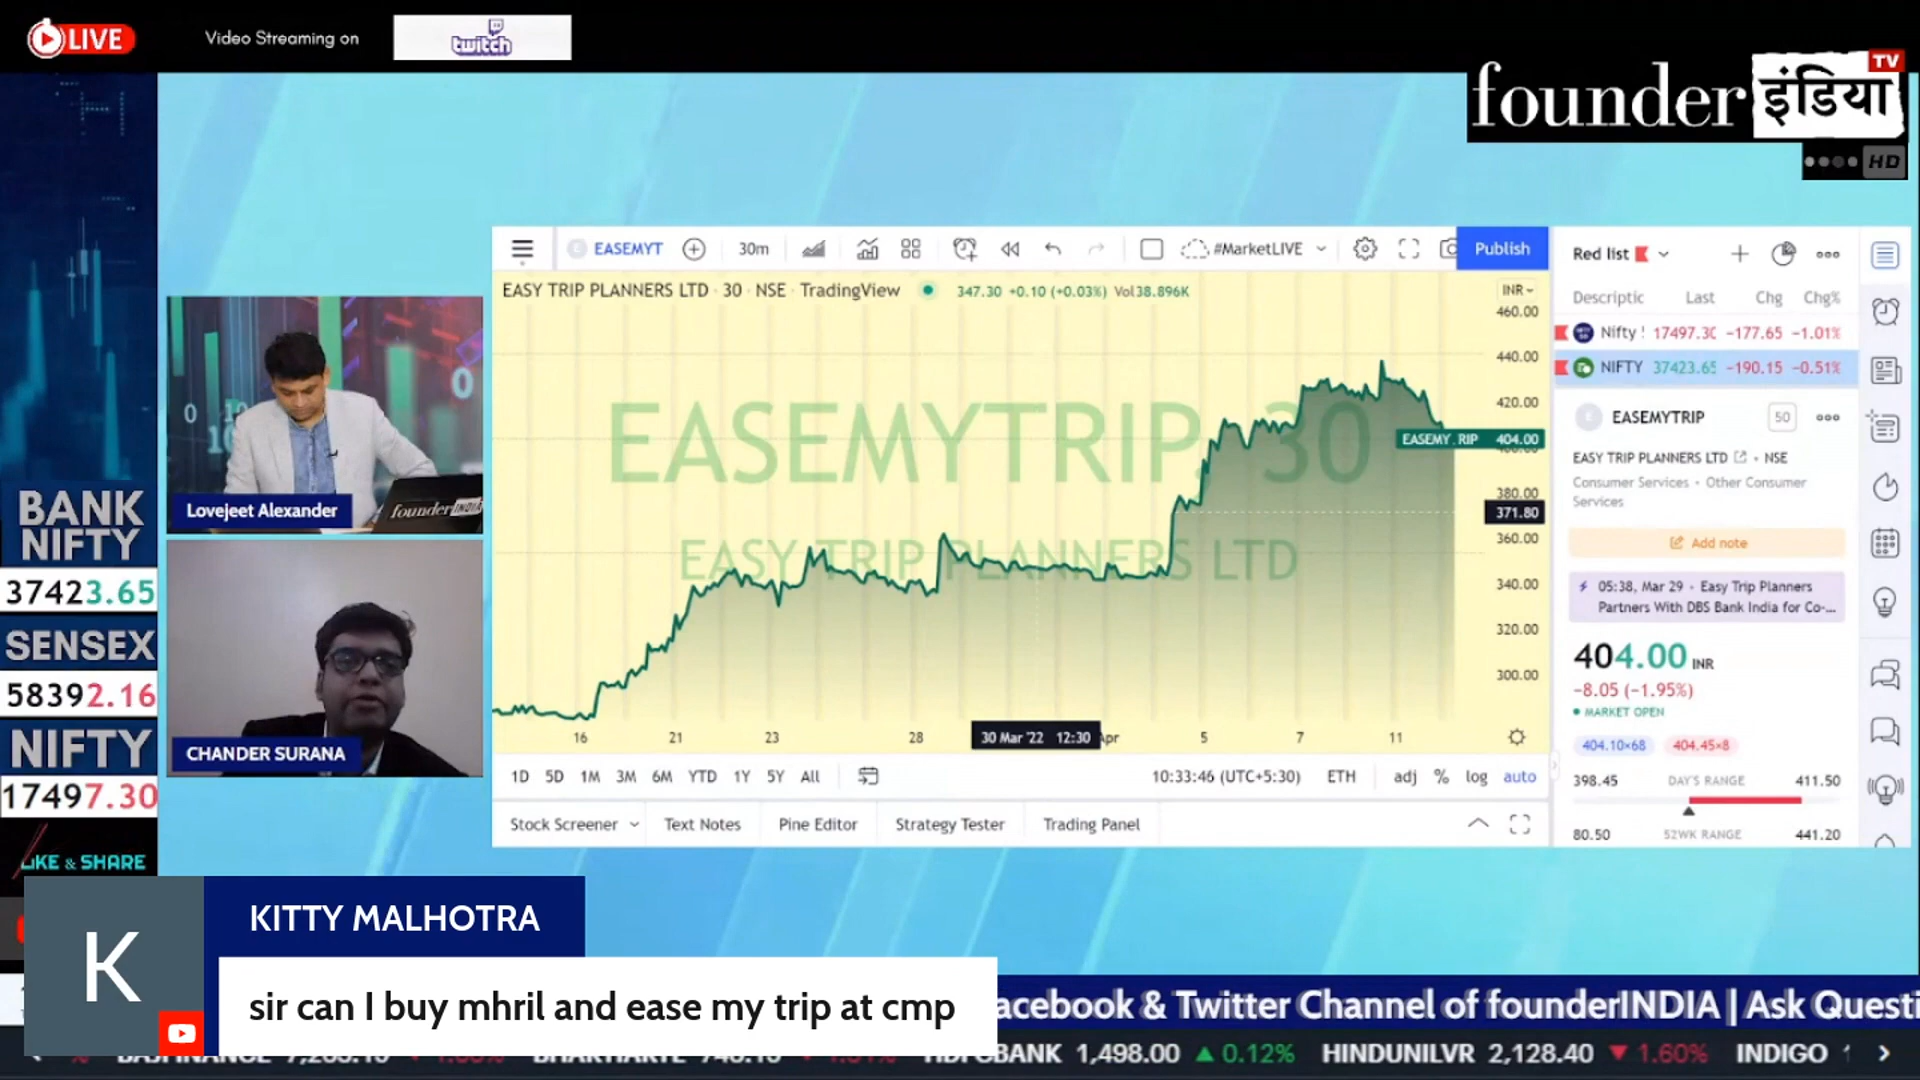 LIVE
Video Streaming on
twitch
founder इंडिया TV
HD
EASEMYT
30m
#MarketLIVE
Publish
EASY TRIP PLANNERS LTD · 30 · NSE · TradingView
347.30 +0.10 (+0.03%) Vol38.896K
INR
460.00
440.00
420.00
EASEMYTRIP, 30
EASY TRIP PLANNERS LTD
404.00
380.00
371.80
360.00
340.00
320.00
300.00
16
21
23
28
30 Mar '22 12:30
Apr
5
7
11
1D 5D 1M 3M 6M YTD 1Y 5Y All
10:33:46 (UTC+5:30) ETH adj % log auto
Stock Screener Text Notes Pine Editor Strategy Tester Trading Panel
Red list
Descriptic Last Chg Chg%
Nifty 17497.30 −177.65 −1.01%
NIFTY 37423.65 −190.15 −0.51%
EASEMYTRIP 50
EASY TRIP PLANNERS LTD • NSE
Consumer Services • Other Consumer
Services
Add note
05:38, Mar 29 • Easy Trip Planners
Partners With DBS Bank India for Co-...
404.00 INR
−8.05 (−1.95%)
MARKET OPEN
404.10×68 404.45×8
398.45 DAY'S RANGE 411.50
80.50 52WK RANGE 441.20
Lovejeet Alexander
founderINDIA
CHANDER SURANA
BANK
NIFTY
37423.65
SENSEX
58392.16
NIFTY
17497.30
LIKE & SHARE
K
KITTY MALHOTRA
sir can I buy mhril and ease my trip at cmp
acebook & Twitter Channel of founderINDIA | Ask Questi
BANK 1,498.00 ▲ 0.12% HINDUNILVR 2,128.40 ▼ 1.60% INDIGO